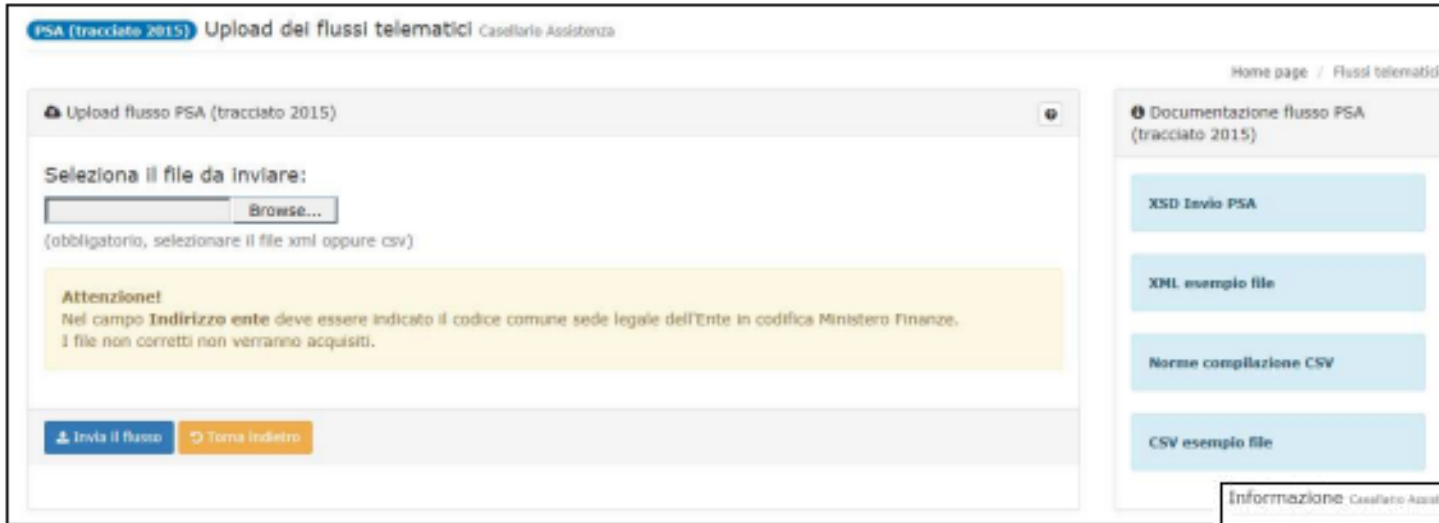 PSA (tracciato 2015) Upload dei flussi telematici Casellario Assistenza
Home page / Flussi telematici
Upload flusso PSA (tracciato 2015)
Seleziona il file da inviare:
Browse...
(obbligatorio, selezionare il file xml oppure csv)
Attenzione!
Nel campo Indirizzo ente deve essere indicato il codice comune sede legale dell'Ente in codifica Ministero Finanze.
I file non corretti non verranno acquisiti.
Invia il flusso
Torna indietro
Documentazione flusso PSA
(tracciato 2015)
XSD Invio PSA
XML esempio file
Norme compilazione CSV
CSV esempio file
Informazione Casellario Assist